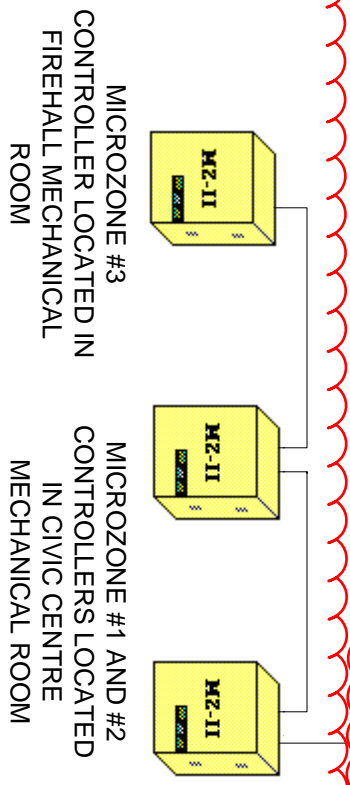 MZ-II
MZ-II
MZ-II
MICROZONE #3
CONTROLLER LOCATED IN
FIREHALL MECHANICAL
ROOM
MICROZONE #1 AND #2
CONTROLLERS LOCATED
IN CIVIC CENTRE
MECHANICAL ROOM